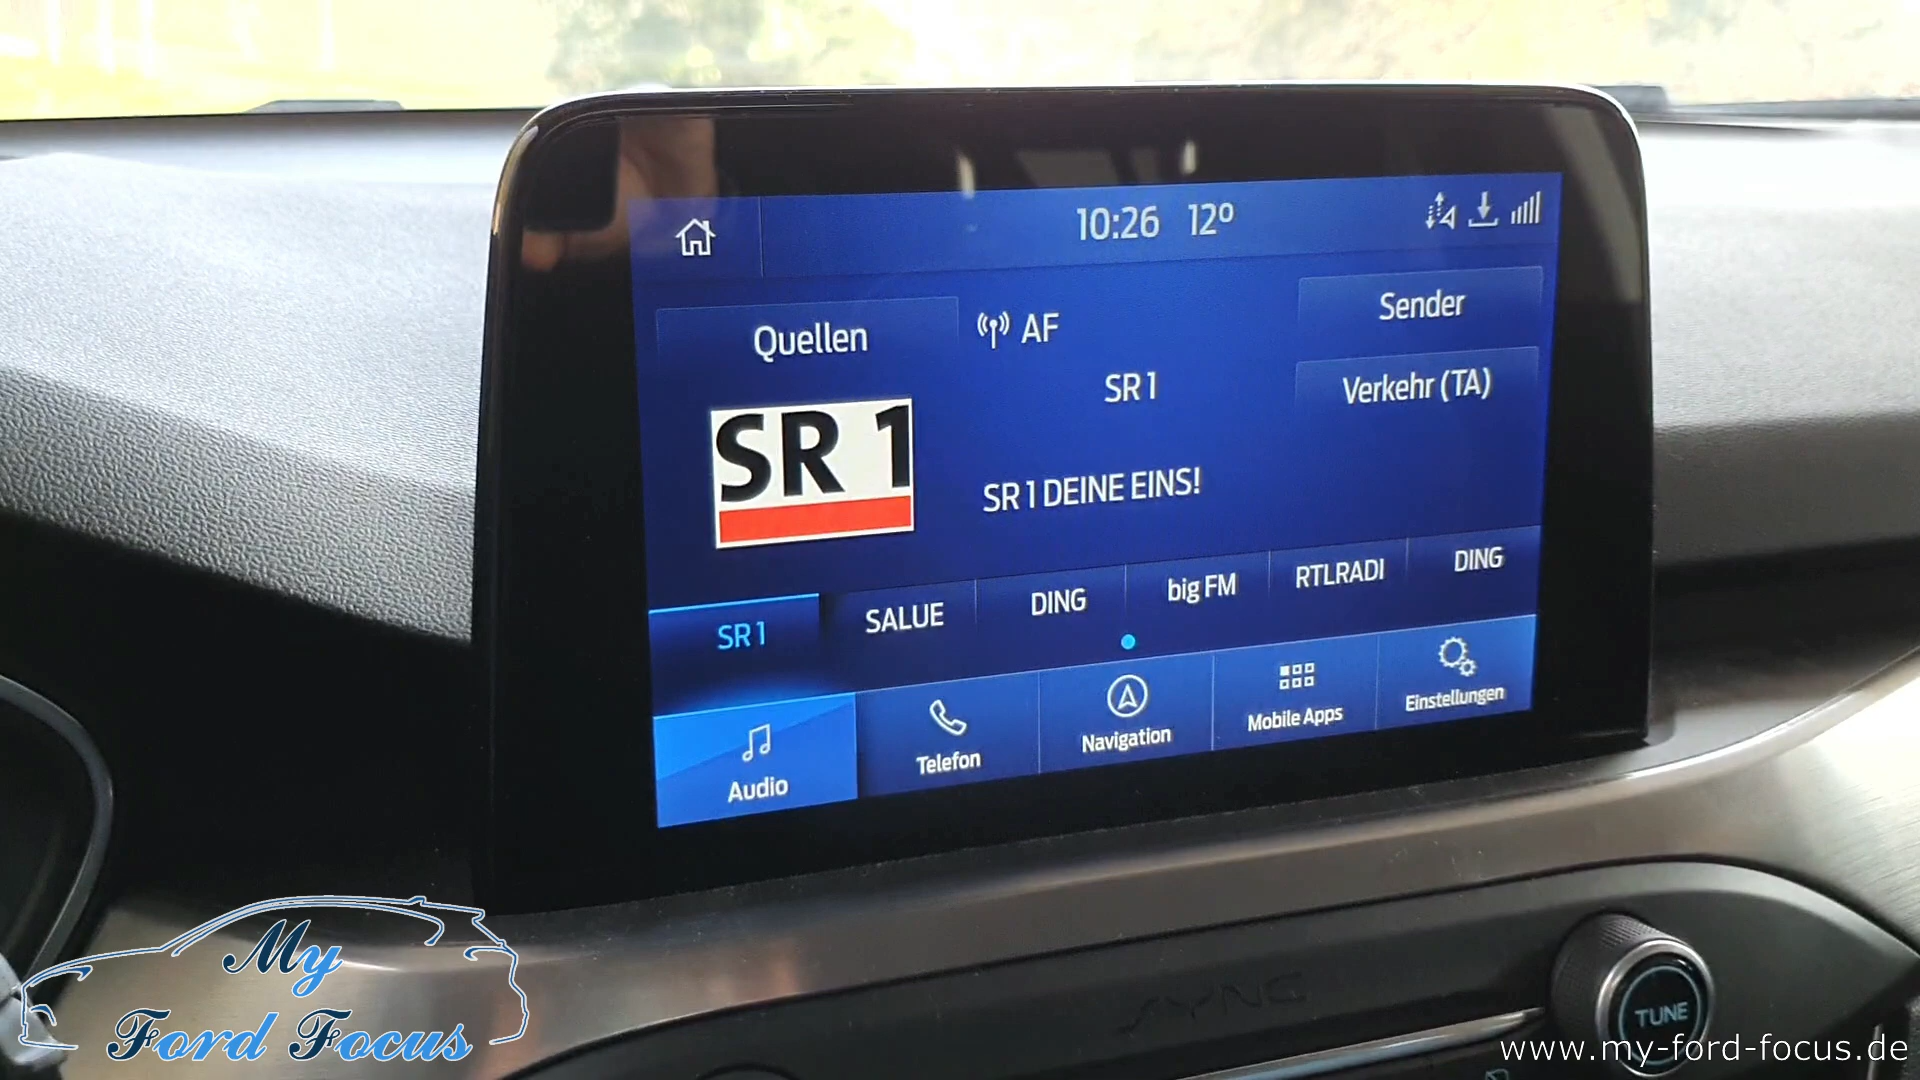 10:26 12°
Quellen
AF
Sender
SR 1
Verkehr (TA)
SR 1
SR 1 DEINE EINS!
SR 1
SALUE
DING
big FM
RTLRADI
DING
Audio
Telefon
Navigation
Mobile Apps
Einstellungen
My
Ford Focus
SYNC
TUNE
www.my-ford-focus.de